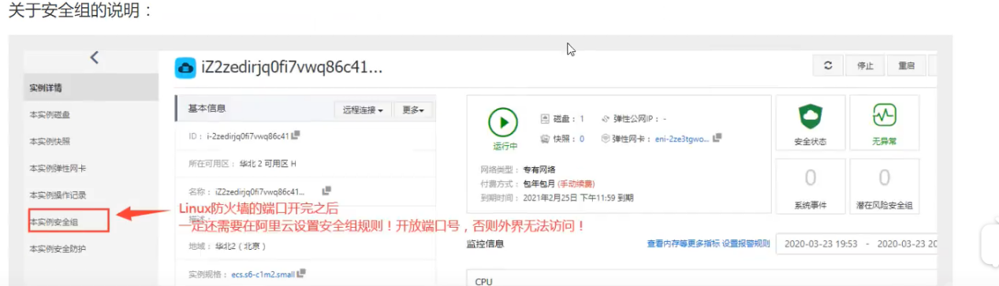 关于安全组的说明：
iZ2zedirjq0fi7vwq86c41...
停止
重启
实例详情
本实例磁盘
本实例快照
本实例弹性网卡
本实例操作记录
本实例安全组
本实例安全防护
基本信息
远程连接
更多
ID： i-2zedirjq0fi7vwq86c41
所在可用区： 华北 2 可用区 H
名称： iZ2zedirjq0fi7vwq86c41...
Linux防火墙的端口开完之后
一定还需要在阿里云设置安全组规则！开放端口号，否则外界无法访问！
描述：
地域： 华北2（北京）
实例规格： ecs.s6-c1m2.small
运行中
磁盘： 1
弹性公网IP： -
快照： 0
弹性网卡： eni-2ze3tgwo...
网络类型： 专有网络
付费方式： 包年包月 (手动续费)
到期时间： 2021年2月25日 下午11:59 到期
安全状态
无异常
0
系统事件
0
潜在风险安全组
监控信息
查看内存等更多指标 设置报警规则
2020-03-23 19:53 - 2020-03-23 20
CPU